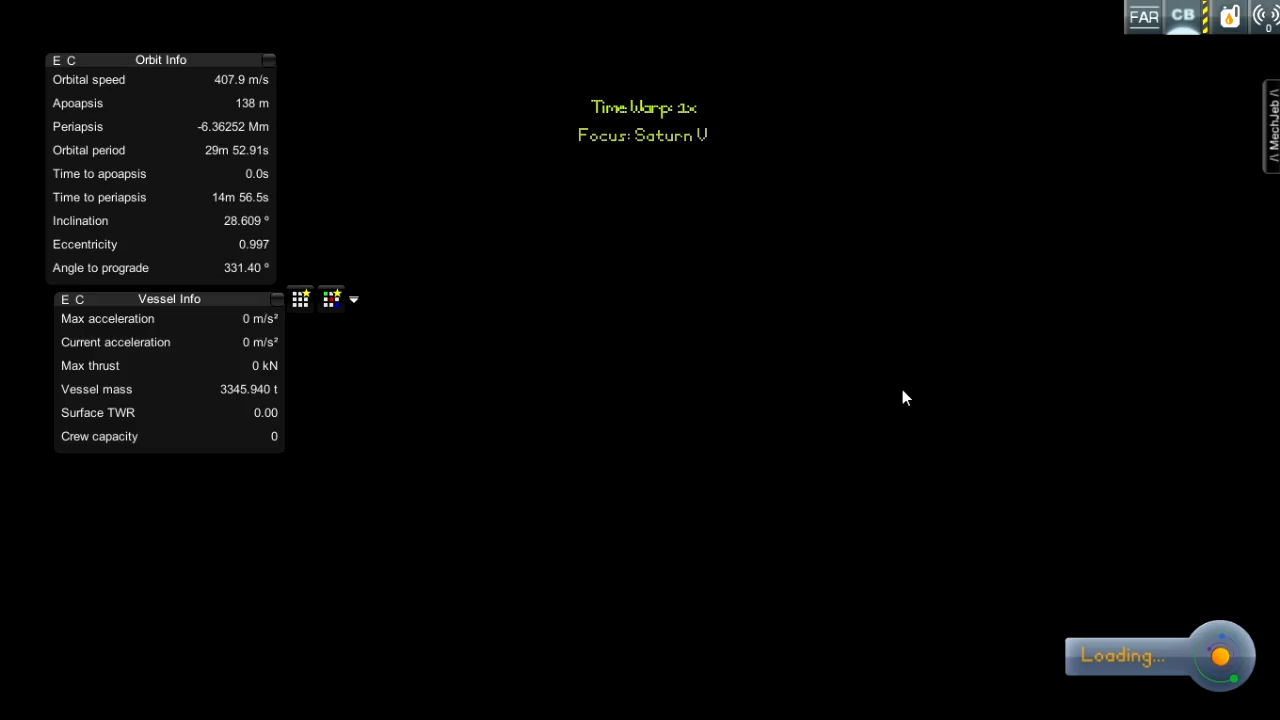 FAR CB 0
E C Orbit Info
Orbital speed 407.9 m/s
Apoapsis 138 m
Periapsis -6.36252 Mm
Orbital period 29m 52.91s
Time to apoapsis 0.0s
Time to periapsis 14m 56.5s
Inclination 28.609 º
Eccentricity 0.997
Angle to prograde 331.40 º
Time Warp: 1x
Focus: Saturn V
/\ MechJeb /\
E C Vessel Info
Max acceleration 0 m/s²
Current acceleration 0 m/s²
Max thrust 0 kN
Vessel mass 3345.940 t
Surface TWR 0.00
Crew capacity 0
Loading...